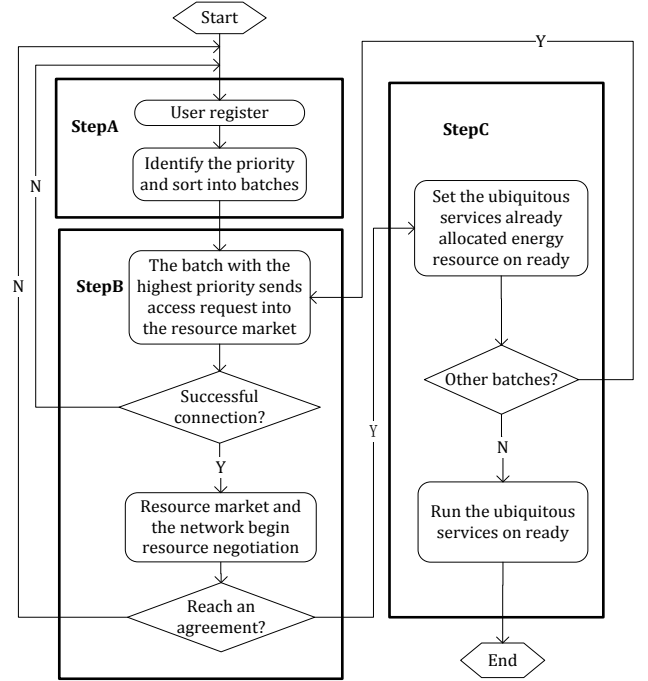 Start
Y
StepA
User register
Identify the priority
and sort into batches
N
N
StepB
The batch with the
highest priority sends
access request into
the resource market
Successful
connection?
Y
Resource market and
the network begin
resource negotiation
Reach an
agreement?
Y
StepC
Set the ubiquitous
services already
allocated energy
resource on ready
Other batches?
N
Run the ubiquitous
services on ready
End